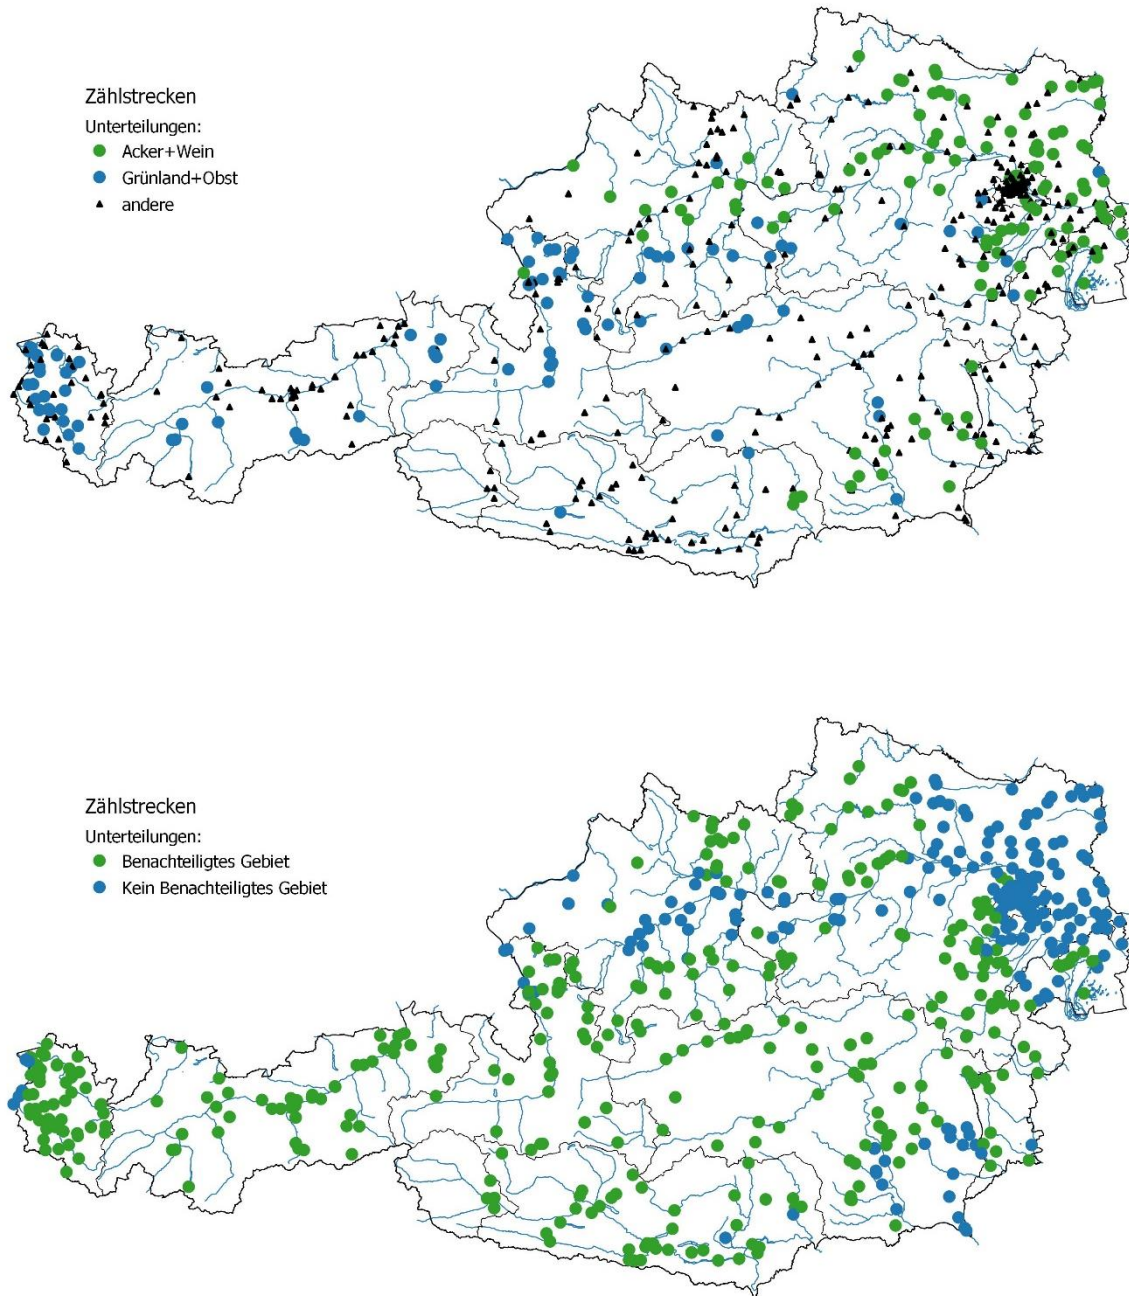 Zählstrecken
Unterteilungen:
Acker+Wein
Grünland+Obst
andere
Zählstrecken
Unterteilungen:
Benachteiligtes Gebiet
Kein Benachteiligtes Gebiet